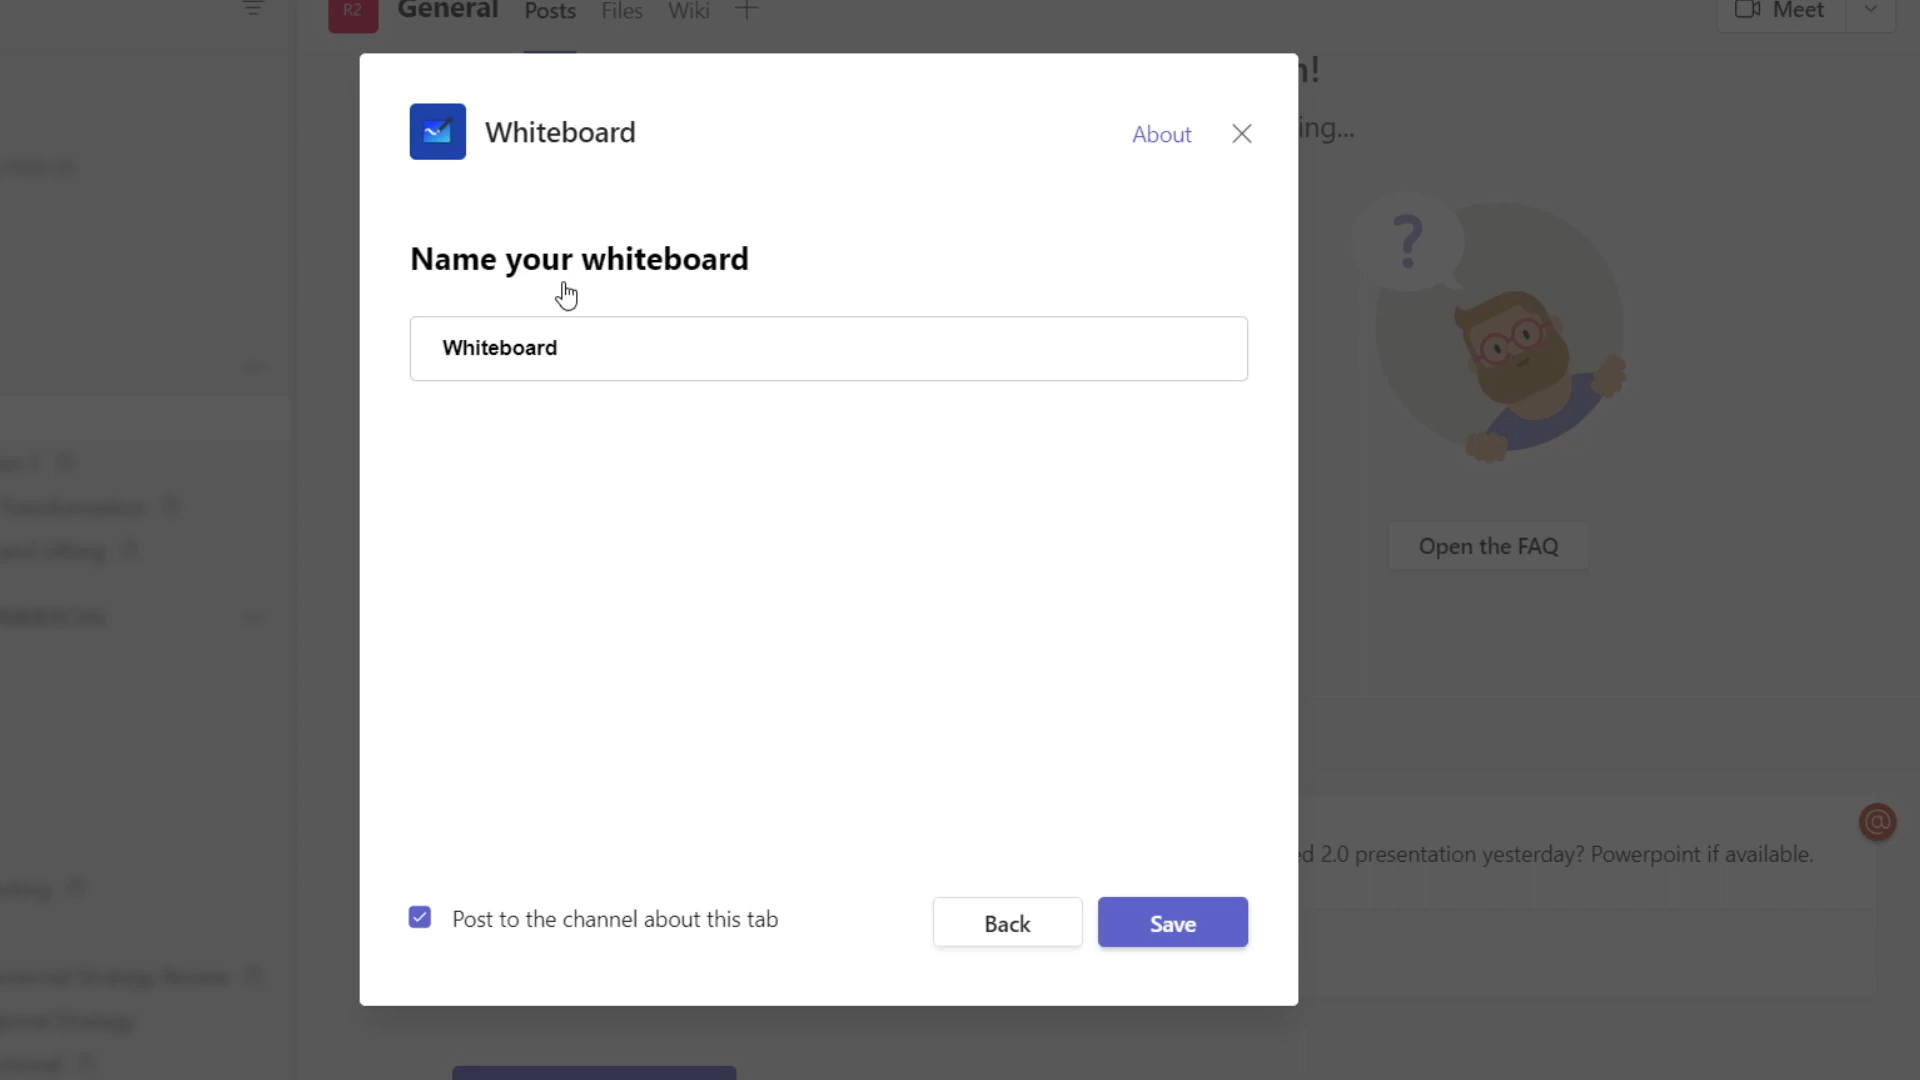 R2 General Posts Files Wiki
Meet
n!
ing...
Whiteboard
About
Name your whiteboard
Whiteboard
?
Open the FAQ
@
ed 2.0 presentation yesterday? Powerpoint if available.
Post to the channel about this tab
Back
Save